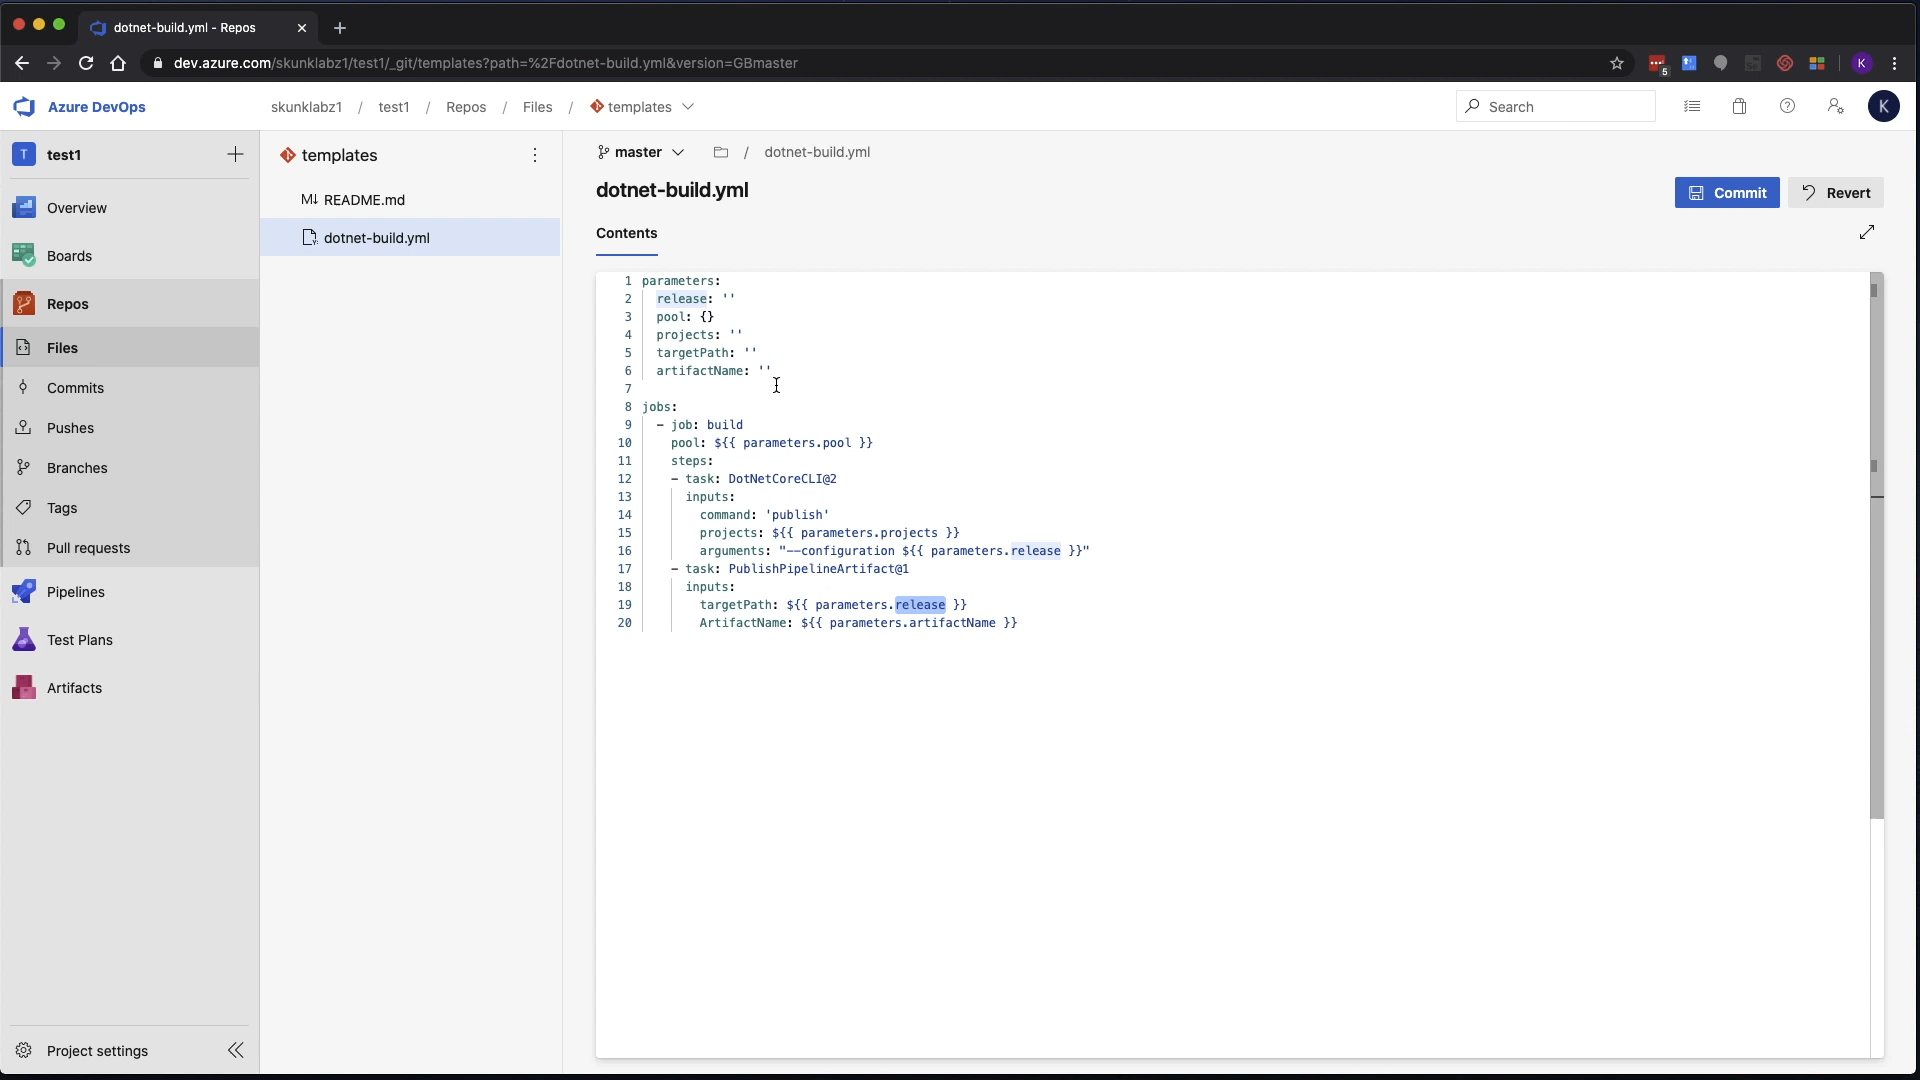 dotnet-build.yml - Repos
dev.azure.com/skunklabz1/test1/_git/templates?path=%2Fdotnet-build.yml&version=GBmaster
5
K
Azure DevOps
skunklabz1 / test1 / Repos / Files / templates
Search
K
T test1
Overview
Boards
Repos
Files
Commits
Pushes
Branches
Tags
Pull requests
Pipelines
Test Plans
Artifacts
Project settings
templates
M↓ README.md
dotnet-build.yml
master / dotnet-build.yml
dotnet-build.yml
Commit
Revert
Contents
1 parameters:
2 release: ''
3 pool: {}
4 projects: ''
5 targetPath: ''
6 artifactName: ''
7
8 jobs:
9 - job: build
10 pool: ${{ parameters.pool }}
11 steps:
12 - task: DotNetCoreCLI@2
13 inputs:
14 command: 'publish'
15 projects: ${{ parameters.projects }}
16 arguments: "--configuration ${{ parameters.release }}"
17 - task: PublishPipelineArtifact@1
18 inputs:
19 targetPath: ${{ parameters.release }}
20 ArtifactName: ${{ parameters.artifactName }}